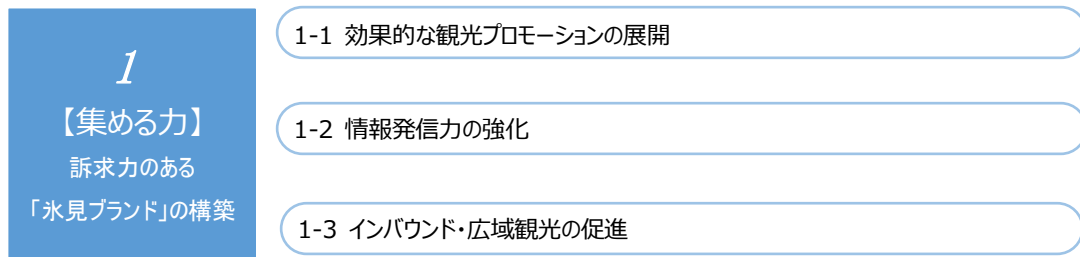 1
【集める力】
訴求力のある
「氷見ブランド」の構築
1-1 効果的な観光プロモーションの展開
1-2 情報発信力の強化
1-3 インバウンド・広域観光の促進